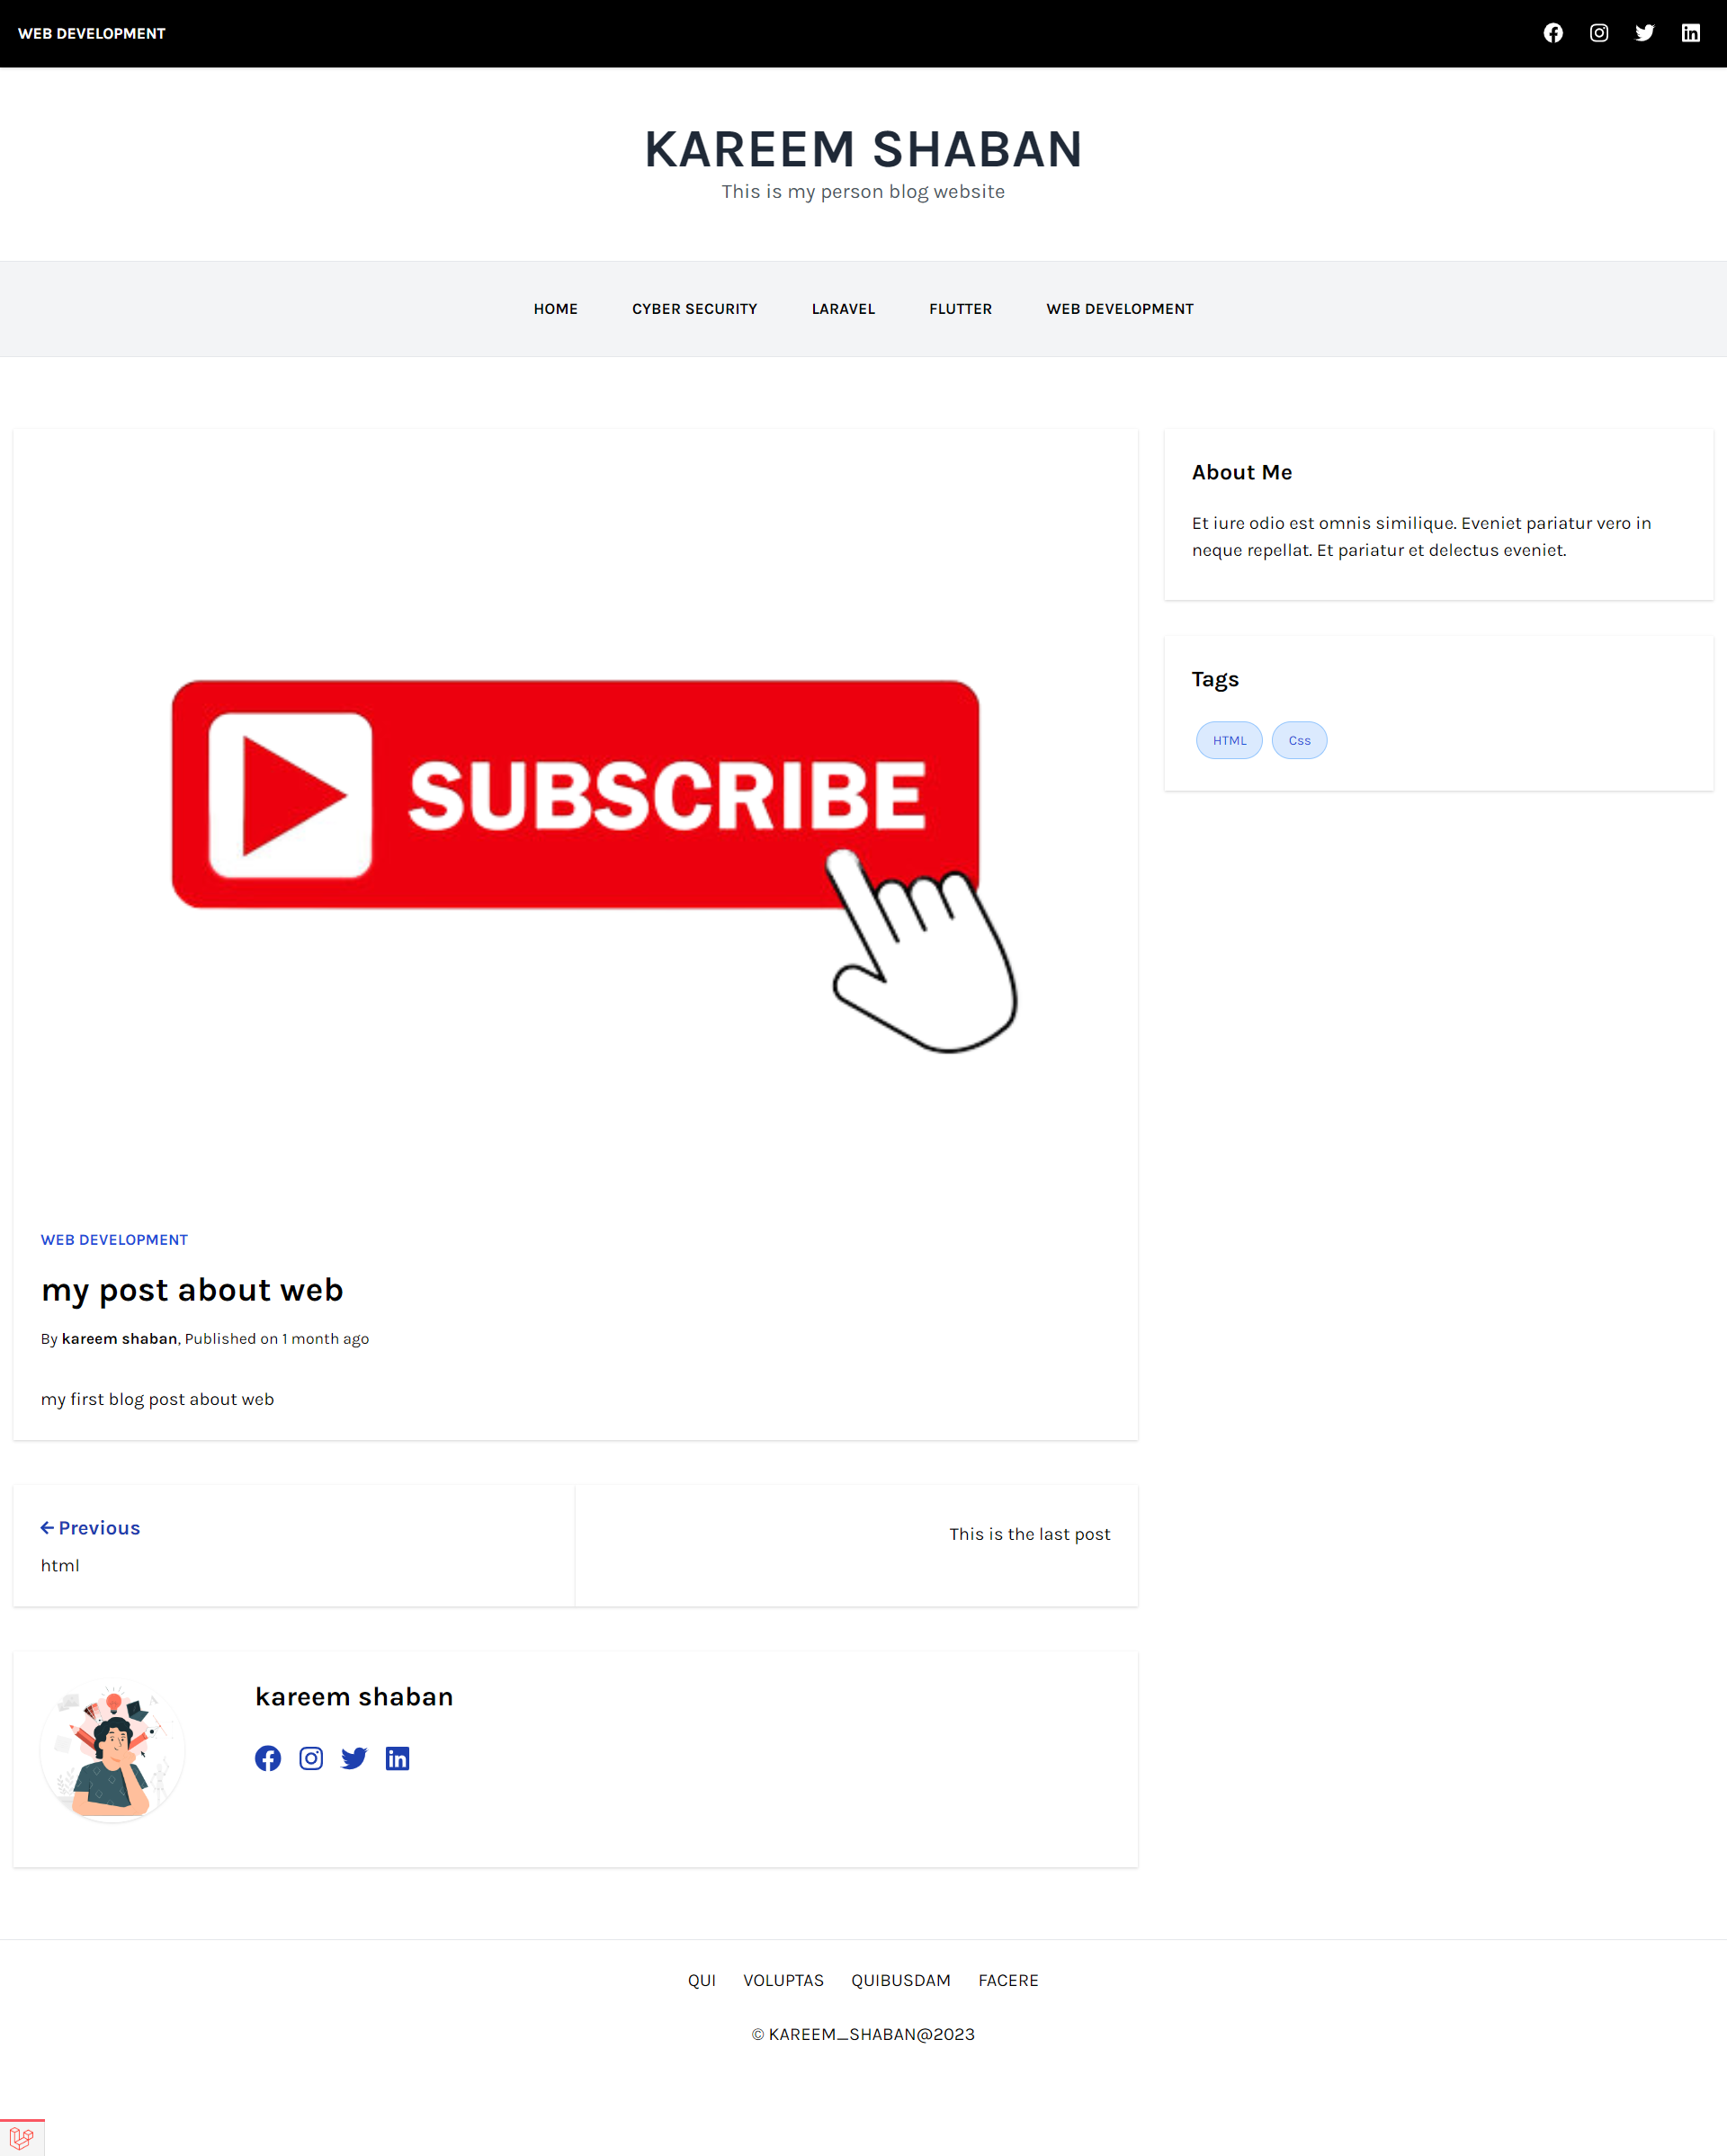 WEB DEVELOPMENT
KAREEM SHABAN
This is my person blog website
HOME CYBER SECURITY LARAVEL FLUTTER WEB DEVELOPMENT
SUBSCRIBE
WEB DEVELOPMENT
my post about web
By kareem shaban, Published on 1 month ago
my first blog post about web
Previous
html
This is the last post
kareem shaban
About Me
Et iure odio est omnis similique. Eveniet pariatur vero in
neque repellat. Et pariatur et delectus eveniet.
Tags
HTML Css
QUI VOLUPTAS QUIBUSDAM FACERE
© KAREEM_SHABAN@2023